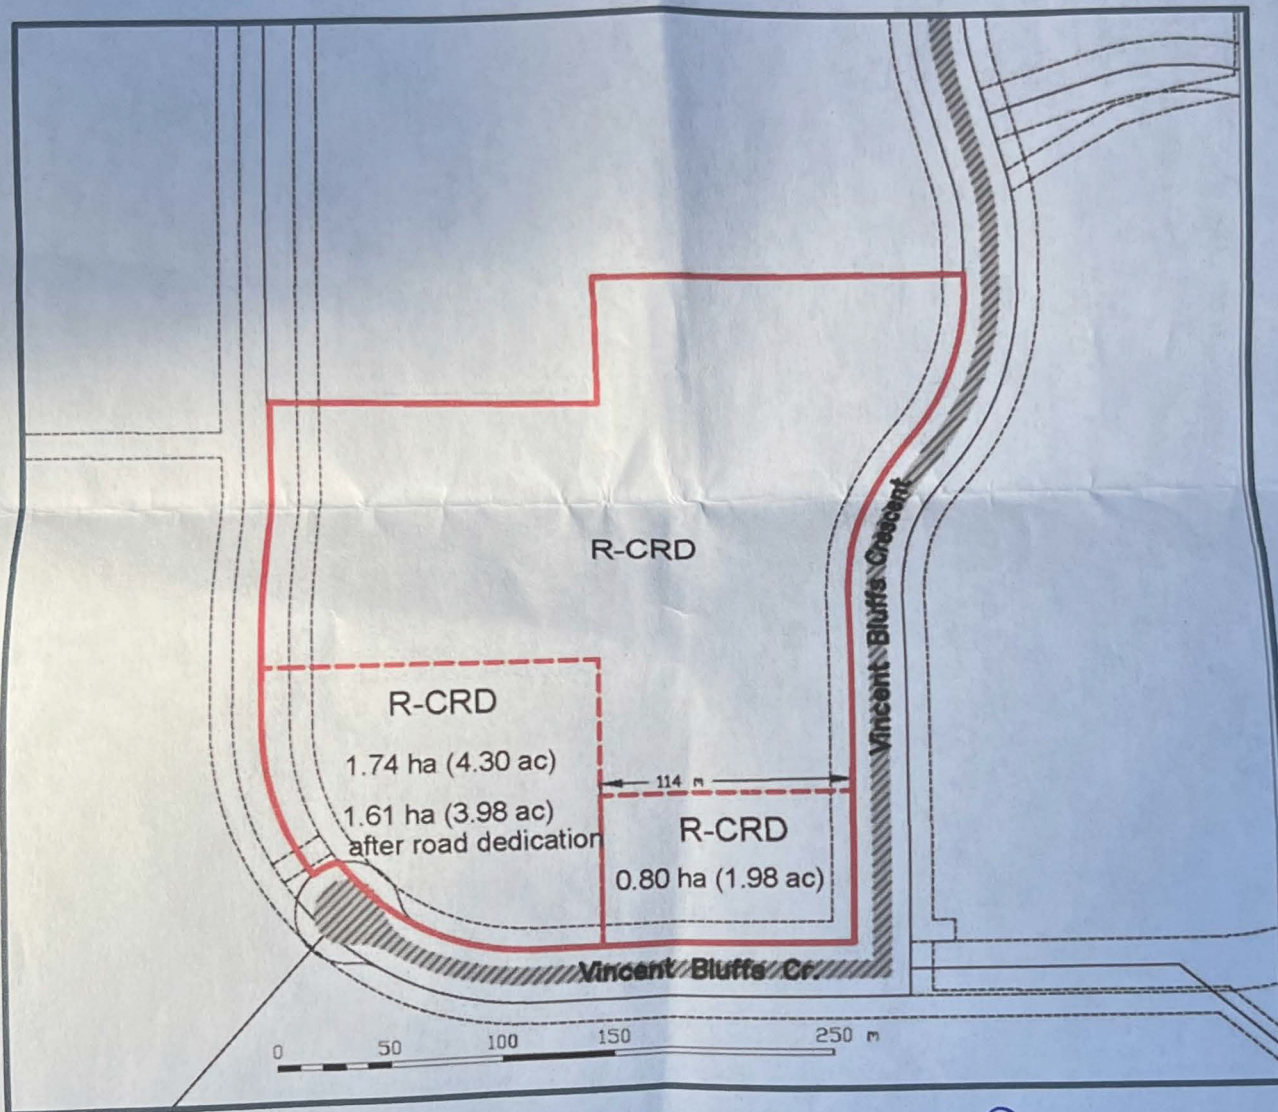 R-CRD
Vincent Bluffs Crescent
R-CRD
1.74 ha (4.30 ac)
1.61 ha (3.98 ac)
after road dedication
114 m
R-CRD
0.80 ha (1.98 ac)
Vincent Bluffs Cr.
0 50 100 150 250 m